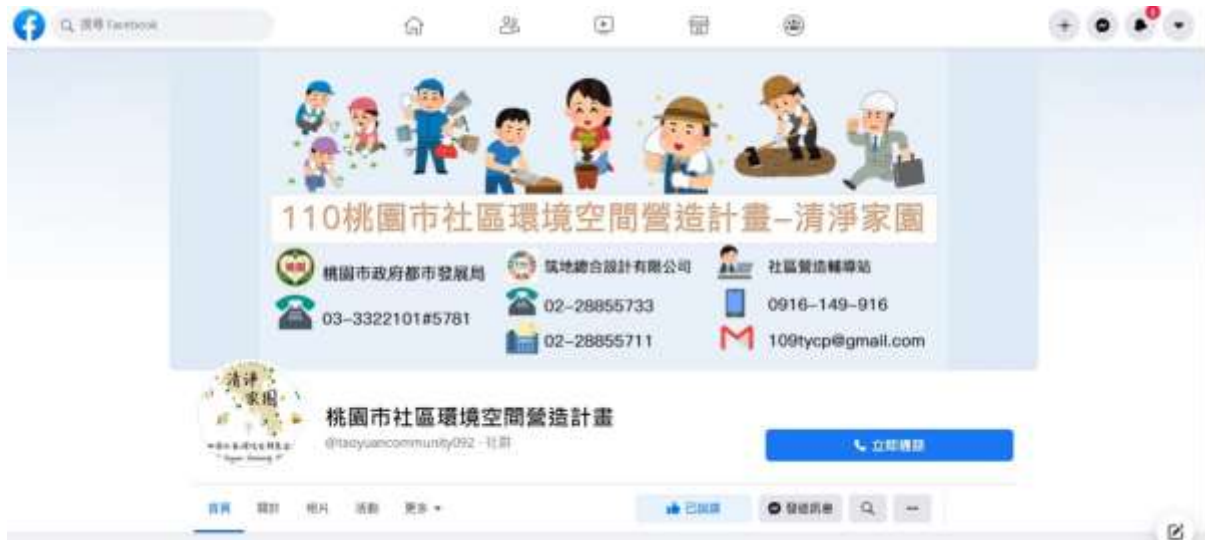 搜尋 Facebook
110桃園市社區環境空間營造計畫-清淨家園
桃園市政府都市發展局
筑地總合設計有限公司
社區營造輔導站
03-3322101#5781
02-28855733
0916-149-916
02-28855711
109tycp@gmail.com
清淨
家園
桃園市社區環境空間營造計畫
@taoyuancommunity092 · 社群
立即通話
首頁
關於
相片
活動
更多
已說讚
發送訊息